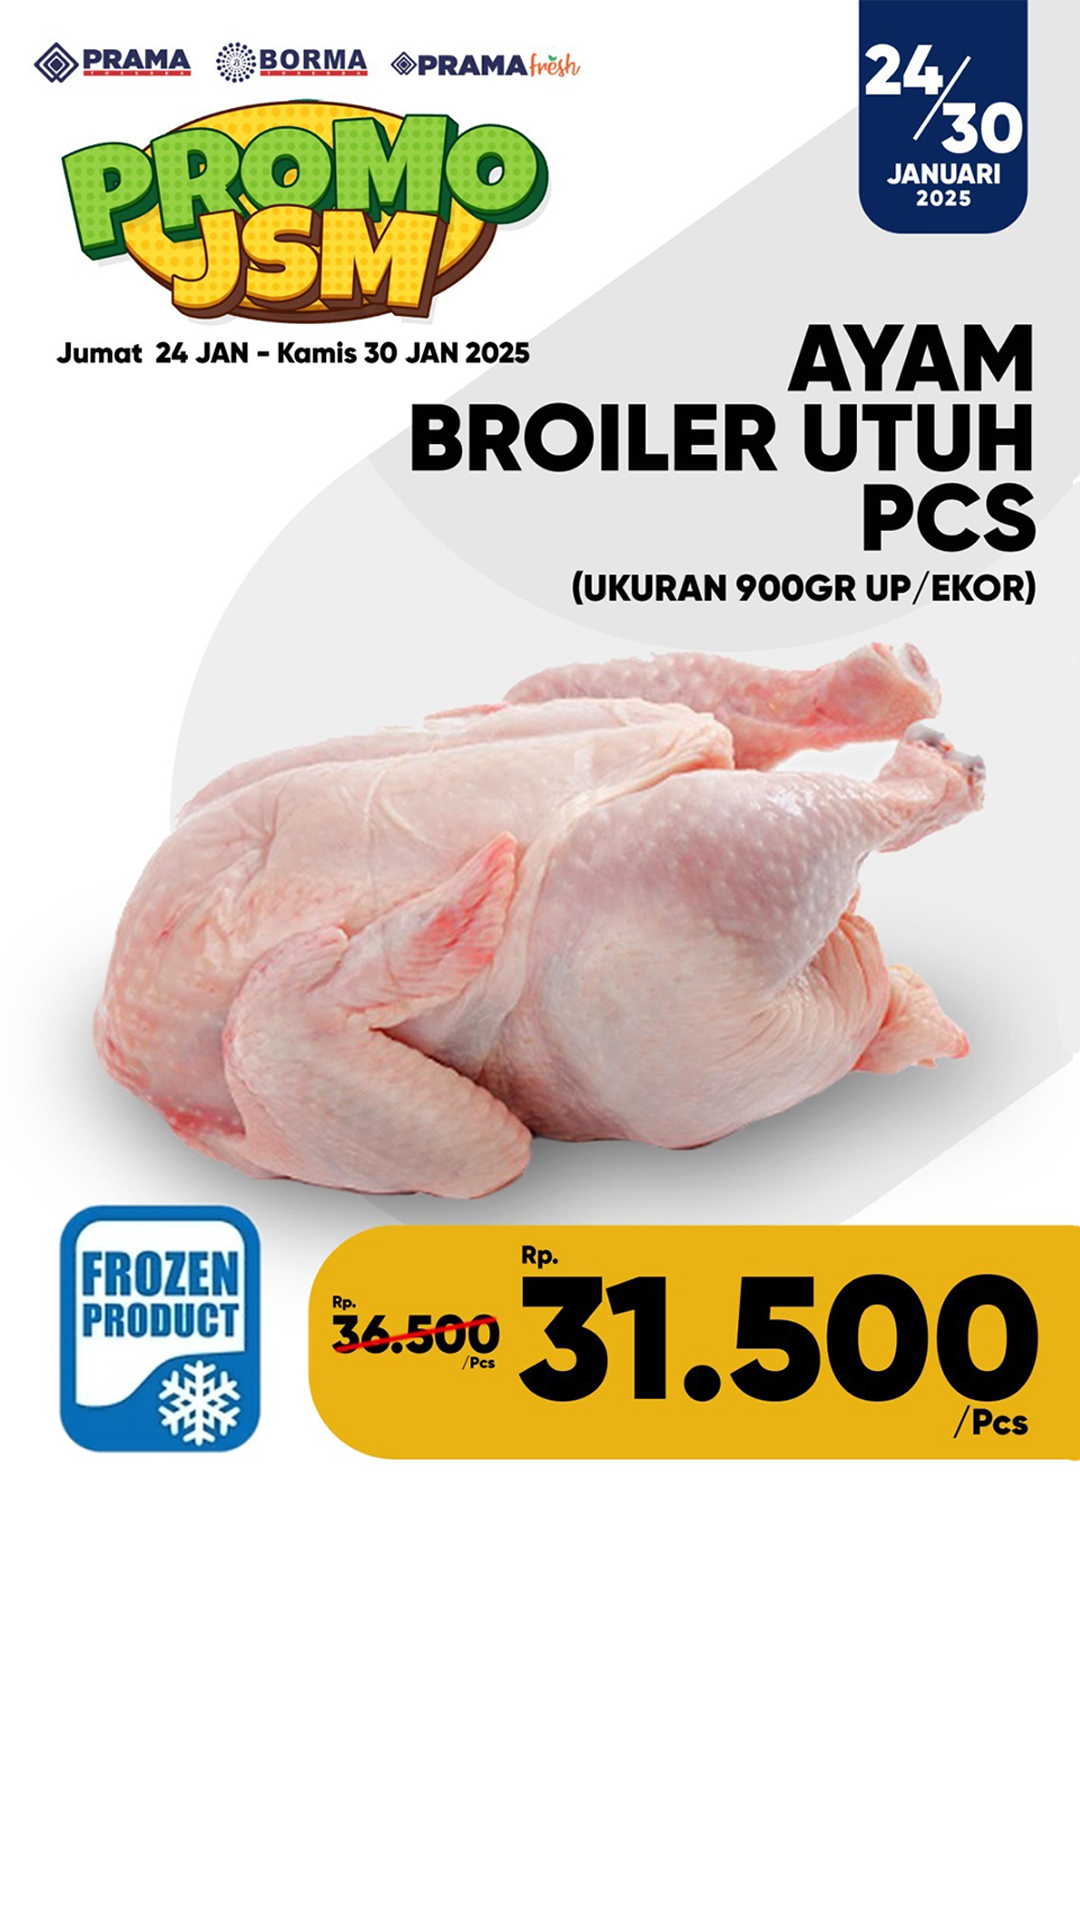 PRAMA
BORMA
PRAMA fresh
PROMO
JSM
Jumat 24 JAN - Kamis 30 JAN 2025
24/30
JANUARI
2025
AYAM
BROILER UTUH
PCS
(UKURAN 900GR UP/EKOR)
FROZEN
PRODUCT
Rp.
36.500
/Pcs
Rp.
31.500
/Pcs